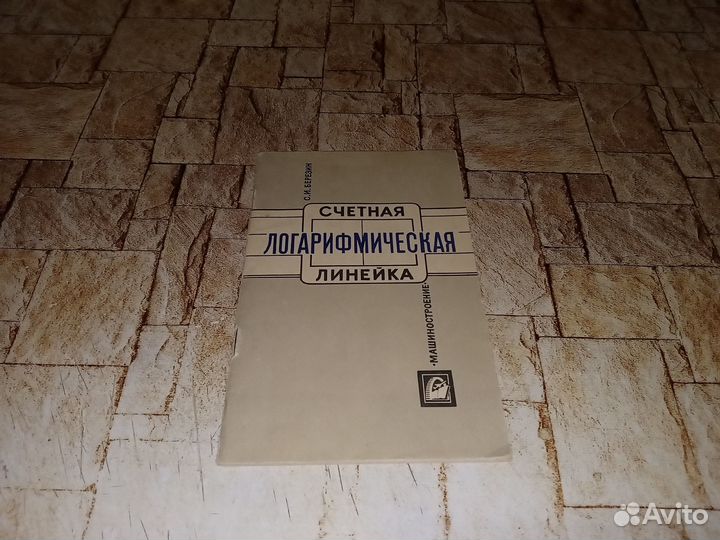 С.И. БЕРЕЗИН
СЧЕТНАЯ
ЛОГАРИФМИЧЕСКАЯ
ЛИНЕЙКА
«МАШИНОСТРОЕНИЕ»
Avito